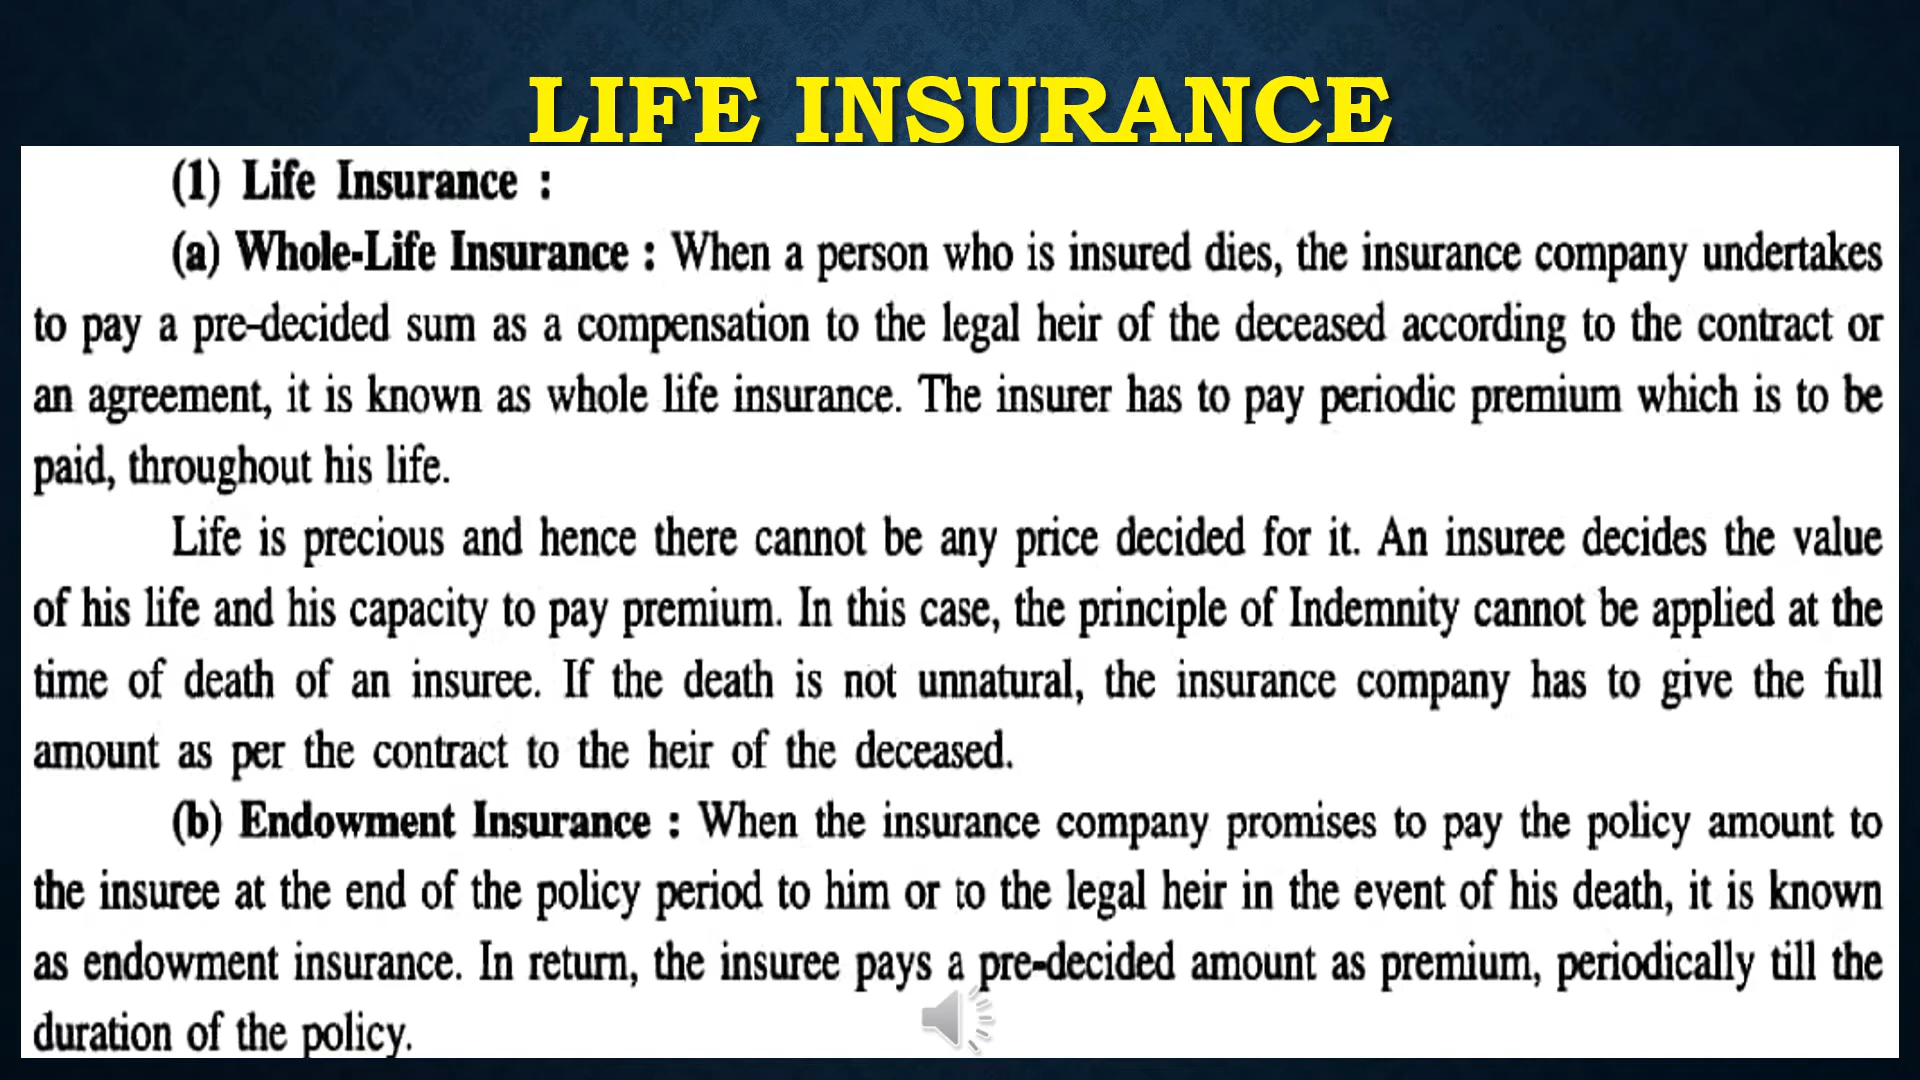 LIFE INSURANCE
(1) Life Insurance :
(a) Whole-Life Insurance : When a person who is insured dies, the insurance company undertakes
to pay a pre-decided sum as a compensation to the legal heir of the deceased according to the contract or
an agreement, it is known as whole life insurance. The insurer has to pay periodic premium which is to be
paid, throughout his life.
Life is precious and hence there cannot be any price decided for it. An insuree decides the value
of his life and his capacity to pay premium. In this case, the principle of Indemnity cannot be applied at the
time of death of an insuree. If the death is not unnatural, the insurance company has to give the full
amount as per the contract to the heir of the deceased.
(b) Endowment Insurance : When the insurance company promises to pay the policy amount to
the insuree at the end of the policy period to him or to the legal heir in the event of his death, it is known
as endowment insurance. In return, the insuree pays a pre-decided amount as premium, periodically till the
duration of the policy.